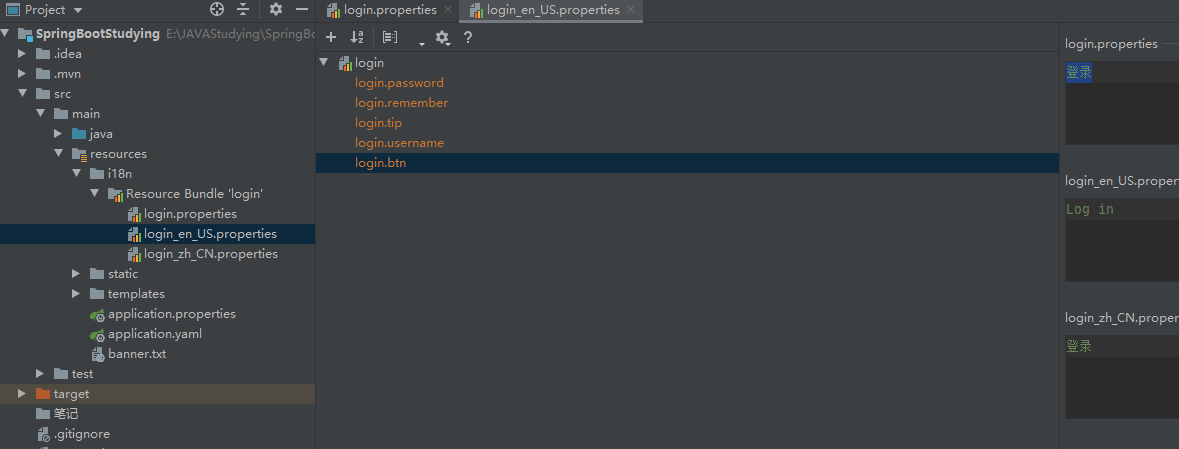 Project
SpringBootStudying E:\JAVAStudying\SpringBo
.idea
.mvn
src
main
java
resources
i18n
Resource Bundle 'login'
login.properties
login_en_US.properties
login_zh_CN.properties
static
templates
application.properties
application.yaml
banner.txt
test
target
笔记
.gitignore
login.properties
login_en_US.properties
login
login.password
login.remember
login.tip
login.username
login.btn
login.properties
登录
login_en_US.proper
Log in
login_zh_CN.proper
登录